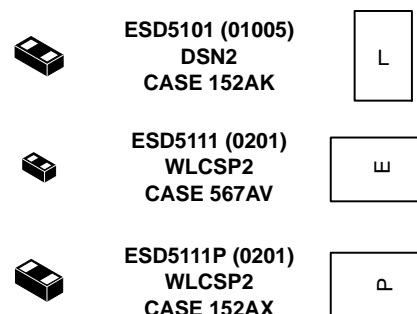 ESD5101 (01005)
DSN2
CASE 152AK
L
ESD5111 (0201)
WLCSP2
CASE 567AV
E
ESD5111P (0201)
WLCSP2
CASE 152AX
P